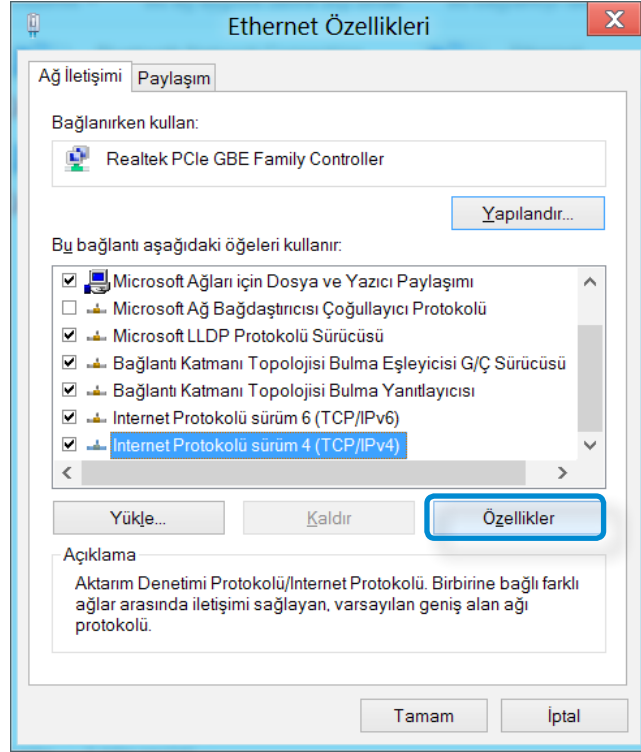 Ethernet Özellikleri
X
Ağ İletişimi Paylaşım
Bağlanırken kullan:
Realtek PCIe GBE Family Controller
Yapılandır...
Bu bağlantı aşağıdaki öğeleri kullanır:
Microsoft Ağları için Dosya ve Yazıcı Paylaşımı
Microsoft Ağ Bağdaştırıcısı Çoğullayıcı Protokolü
Microsoft LLDP Protokolü Sürücüsü
Bağlantı Katmanı Topolojisi Bulma Eşleyicisi G/Ç Sürücüsü
Bağlantı Katmanı Topolojisi Bulma Yanıtlayıcısı
Internet Protokolü sürüm 6 (TCP/IPv6)
Internet Protokolü sürüm 4 (TCP/IPv4)
Yükle... Kaldır Özellikler
Açıklama
Aktarım Denetimi Protokolü/Internet Protokolü. Birbirine bağlı farklı
ağlar arasında iletişimi sağlayan, varsayılan geniş alan ağı
protokolü.
Tamam İptal